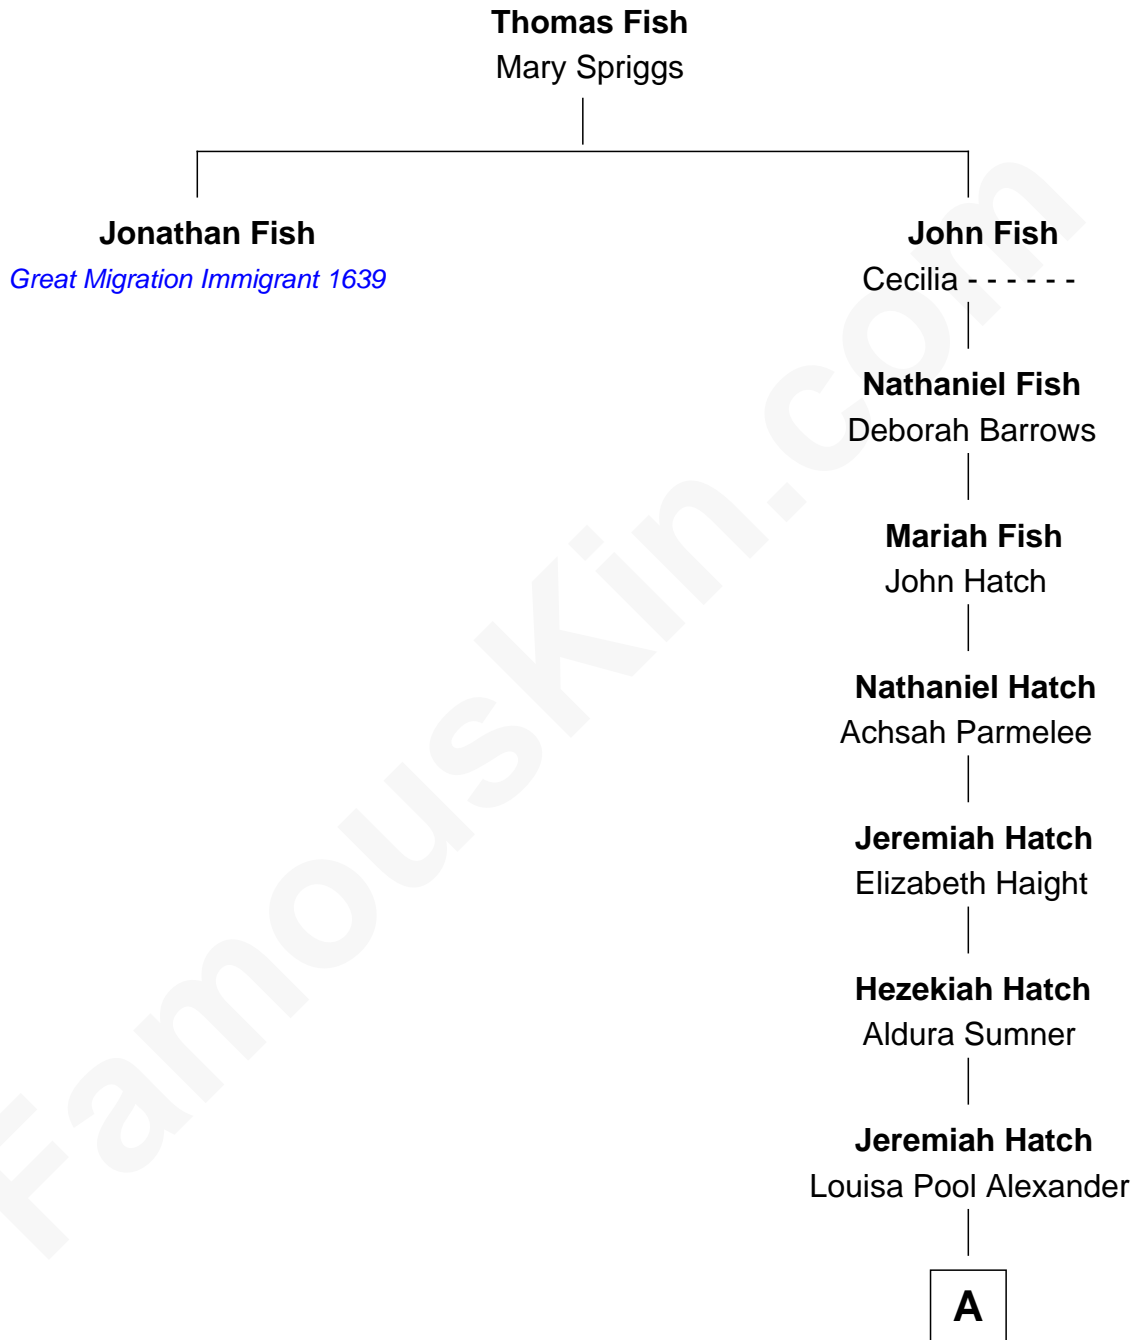 Thomas Fish
Mary Spriggs
Jonathan Fish
Great Migration Immigrant 1639
John Fish
Cecilia - - - - - -
Nathaniel Fish
Deborah Barrows
Mariah Fish
John Hatch
Nathaniel Hatch
Achsah Parmelee
Jeremiah Hatch
Elizabeth Haight
Hezekiah Hatch
Aldura Sumner
Jeremiah Hatch
Louisa Pool Alexander
A
FamousKin.com